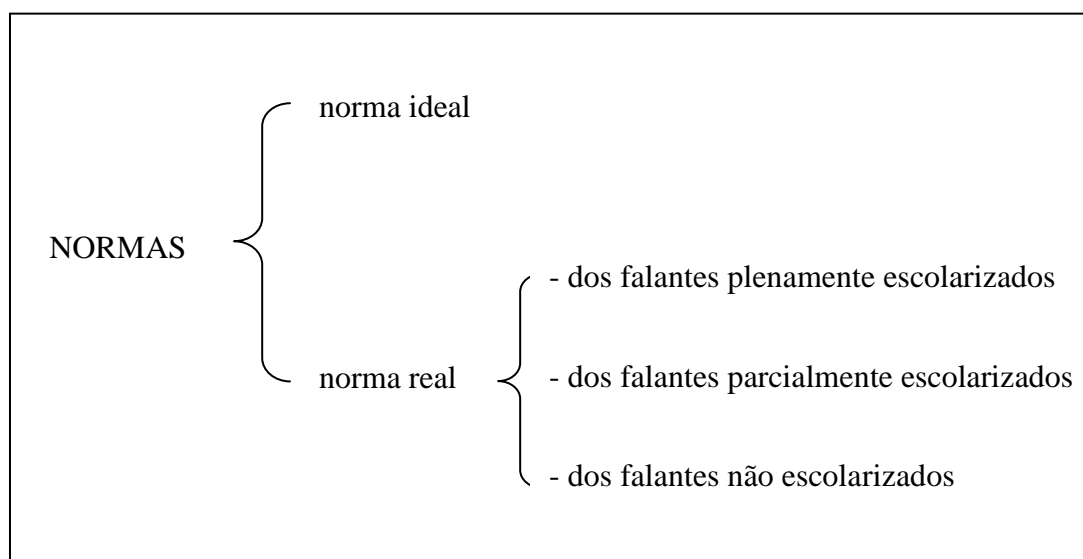 norma ideal
NORMAS
- dos falantes plenamente escolarizados
norma real
- dos falantes parcialmente escolarizados
- dos falantes não escolarizados